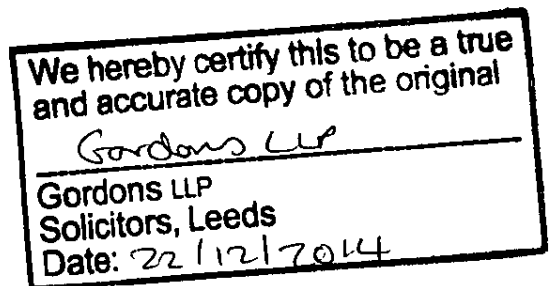 We hereby certify this to be a true
and accurate copy of the original
Gordons LLP
Gordons LLP
Solicitors, Leeds
Date: 22/12/2014